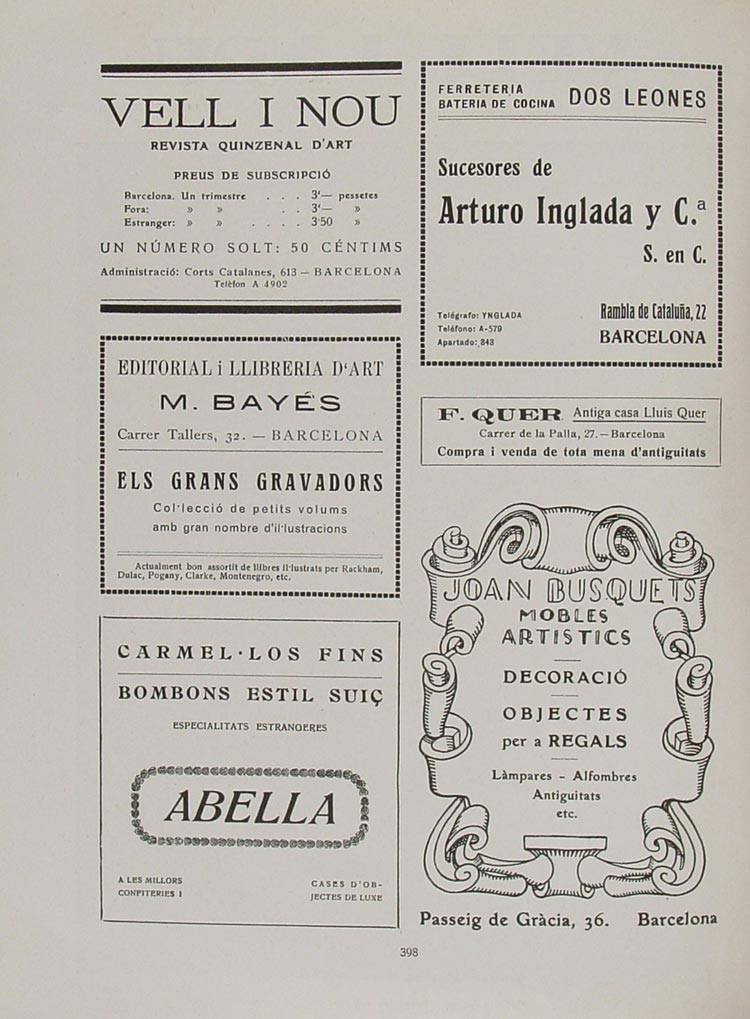 VELL I NOU
REVISTA QUINZENAL D'ART
PREUS DE SUBSCRIPCIÓ
Barcelona. Un trimestre . . . 3'— pessetes
Fora: » » . . 3'— »
Estranger: » » . . . . 3'50 »
UN NÚMERO SOLT: 50 CÉNTIMS
Administració: Corts Catalanes, 613 — BARCELONA
Telèfon A 4902
EDITORIAL i LLIBRERIA D'ART
M. BAYÉS
Carrer Tallers, 32. — BARCELONA
ELS GRANS GRAVADORS
Col·lecció de petits volums
amb gran nombre d'il·lustracions
Actualment bon assortit de llibres il·lustrats per Rackham,
Dulac, Pogany, Clarke, Montenegro, etc.
CARMEL·LOS FINS
BOMBONS ESTIL SUIÇ
ESPECIALITATS ESTRANGERES
ABELLA
A LES MILLORS
CONFITERIES I
CASES D'OB-
JECTES DE LUXE
FERRETERIA
BATERIA DE COCINA DOS LEONES
Sucesores de
Arturo Inglada y C.ª
S. en C.
Telégrafo: YNGLADA
Teléfono: A-579
Apartado: 343
Rambla de Cataluña, 22
BARCELONA
F. QUER Antiga casa Lluis Quer
Carrer de la Palla, 27. — Barcelona
Compra i venda de tota mena d'antiguitats
JOAN BUSQUETS
MOBLES
ARTISTICS
DECORACIÓ
OBJECTES
per a REGALS
Làmpares - Alfombres
Antiguitats
etc.
Passeig de Gràcia, 36. Barcelona
398